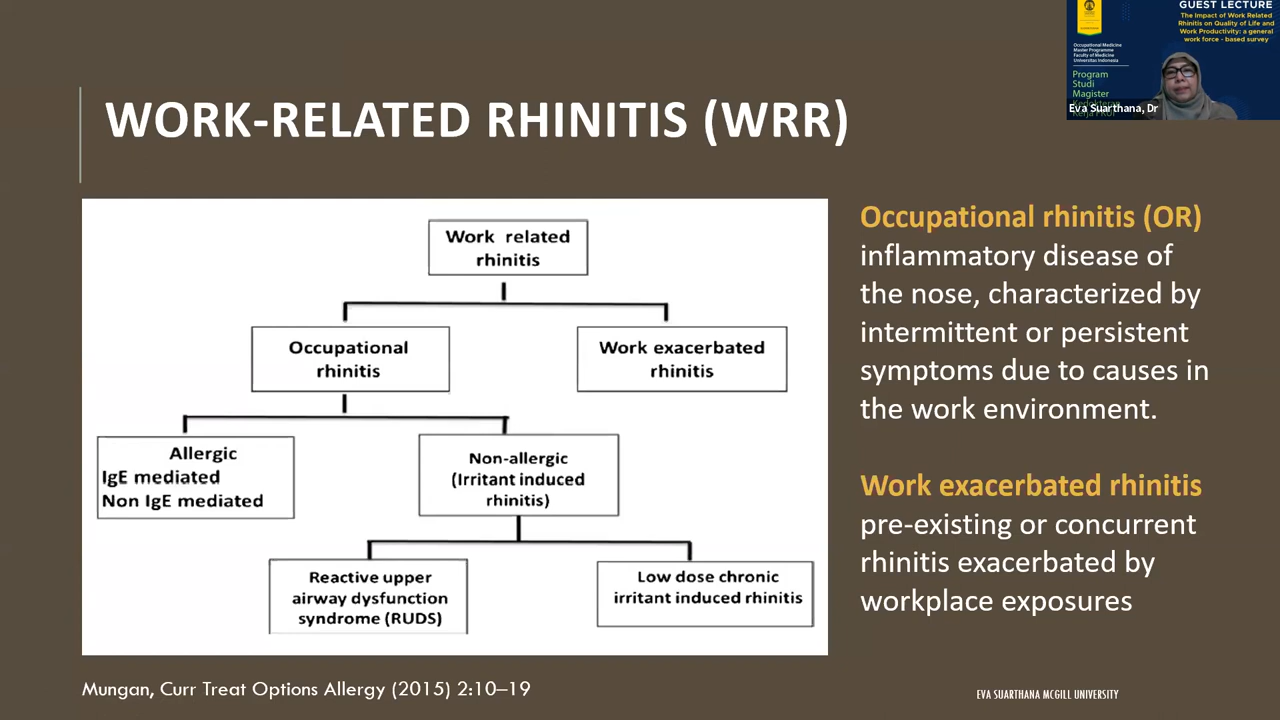 GUEST LECTURE
The Impact of Work Related
Rhinitis on Quality of Life and
Work Productivity: a general
work force - based survey
Occupational Medicine
Master Programme
Faculty of Medicine
Universitas Indonesia
Program
Studi
Magister
Kedokteran
Kerja FKUI
Eva Suarthana, Dr
WORK-RELATED RHINITIS (WRR)
Work related
rhinitis
Occupational
rhinitis
Work exacerbated
rhinitis
Allergic
IgE mediated
Non IgE mediated
Non-allergic
(Irritant induced
rhinitis)
Reactive upper
airway dysfunction
syndrome (RUDS)
Low dose chronic
irritant induced rhinitis
Occupational rhinitis (OR)
inflammatory disease of
the nose, characterized by
intermittent or persistent
symptoms due to causes in
the work environment.
Work exacerbated rhinitis
pre-existing or concurrent
rhinitis exacerbated by
workplace exposures
Mungan, Curr Treat Options Allergy (2015) 2:10–19
EVA SUARTHANA MCGILL UNIVERSITY